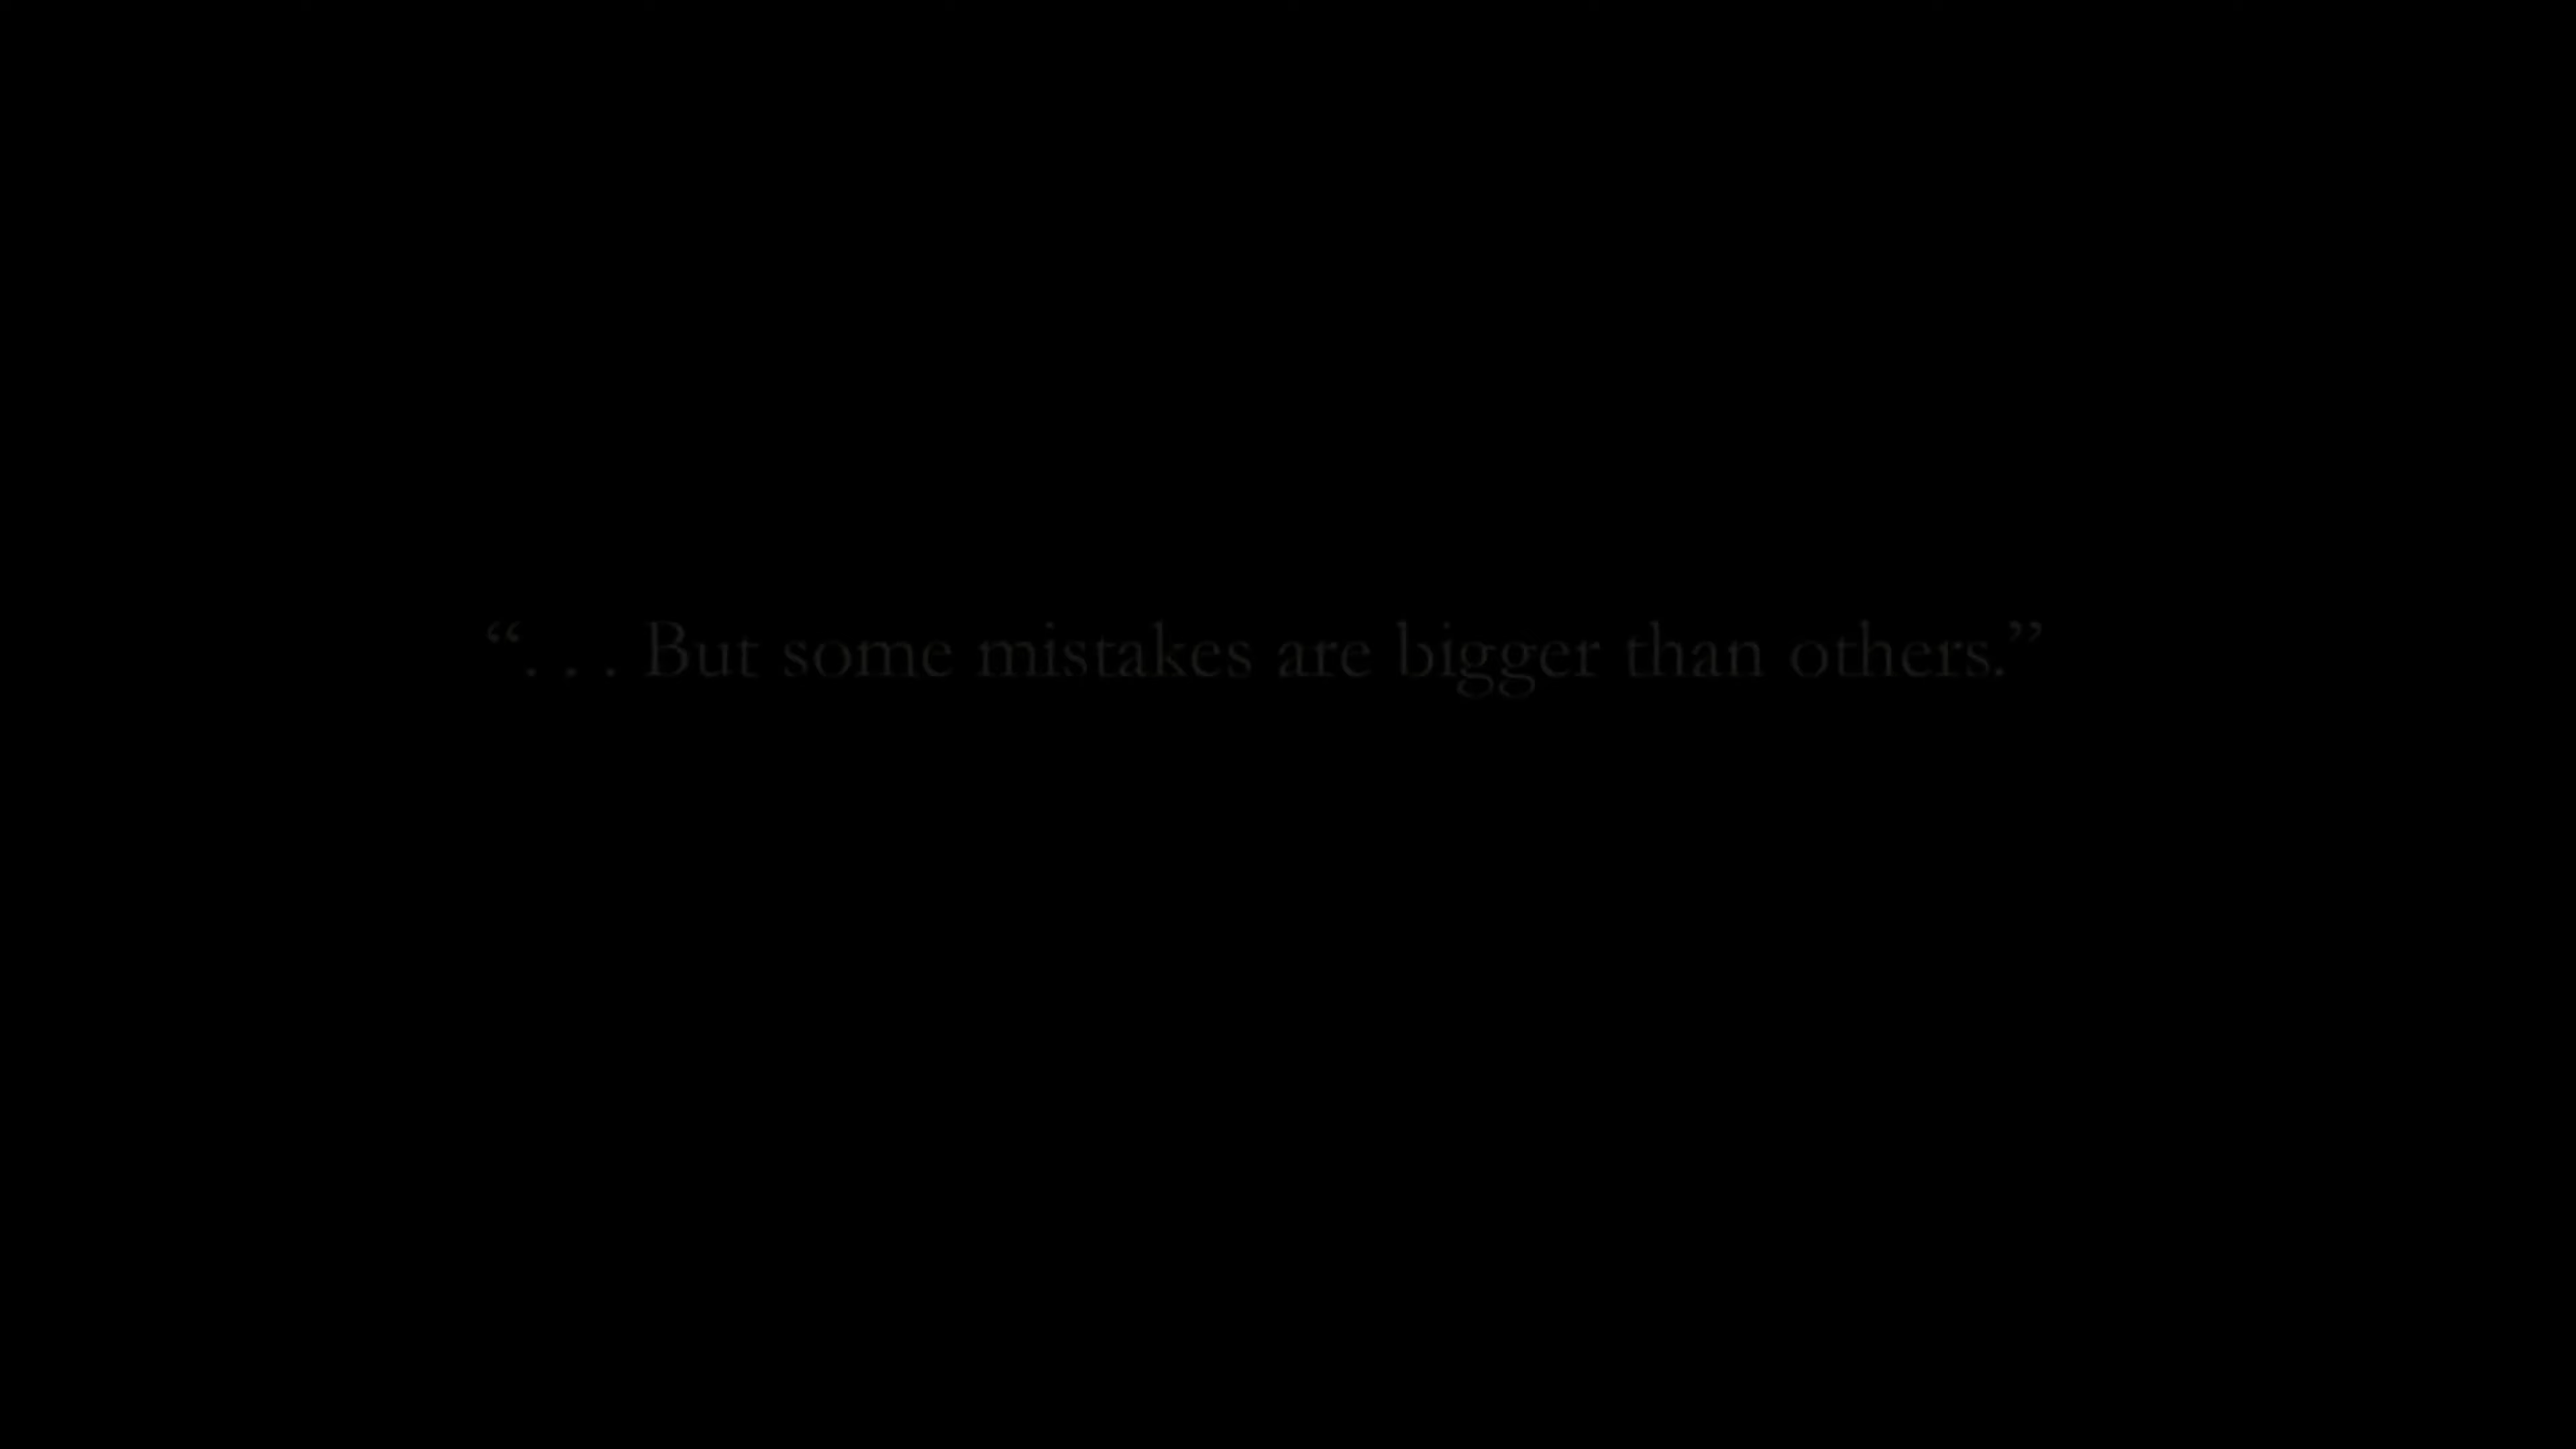 “. . . But some mistakes are bigger than others.”